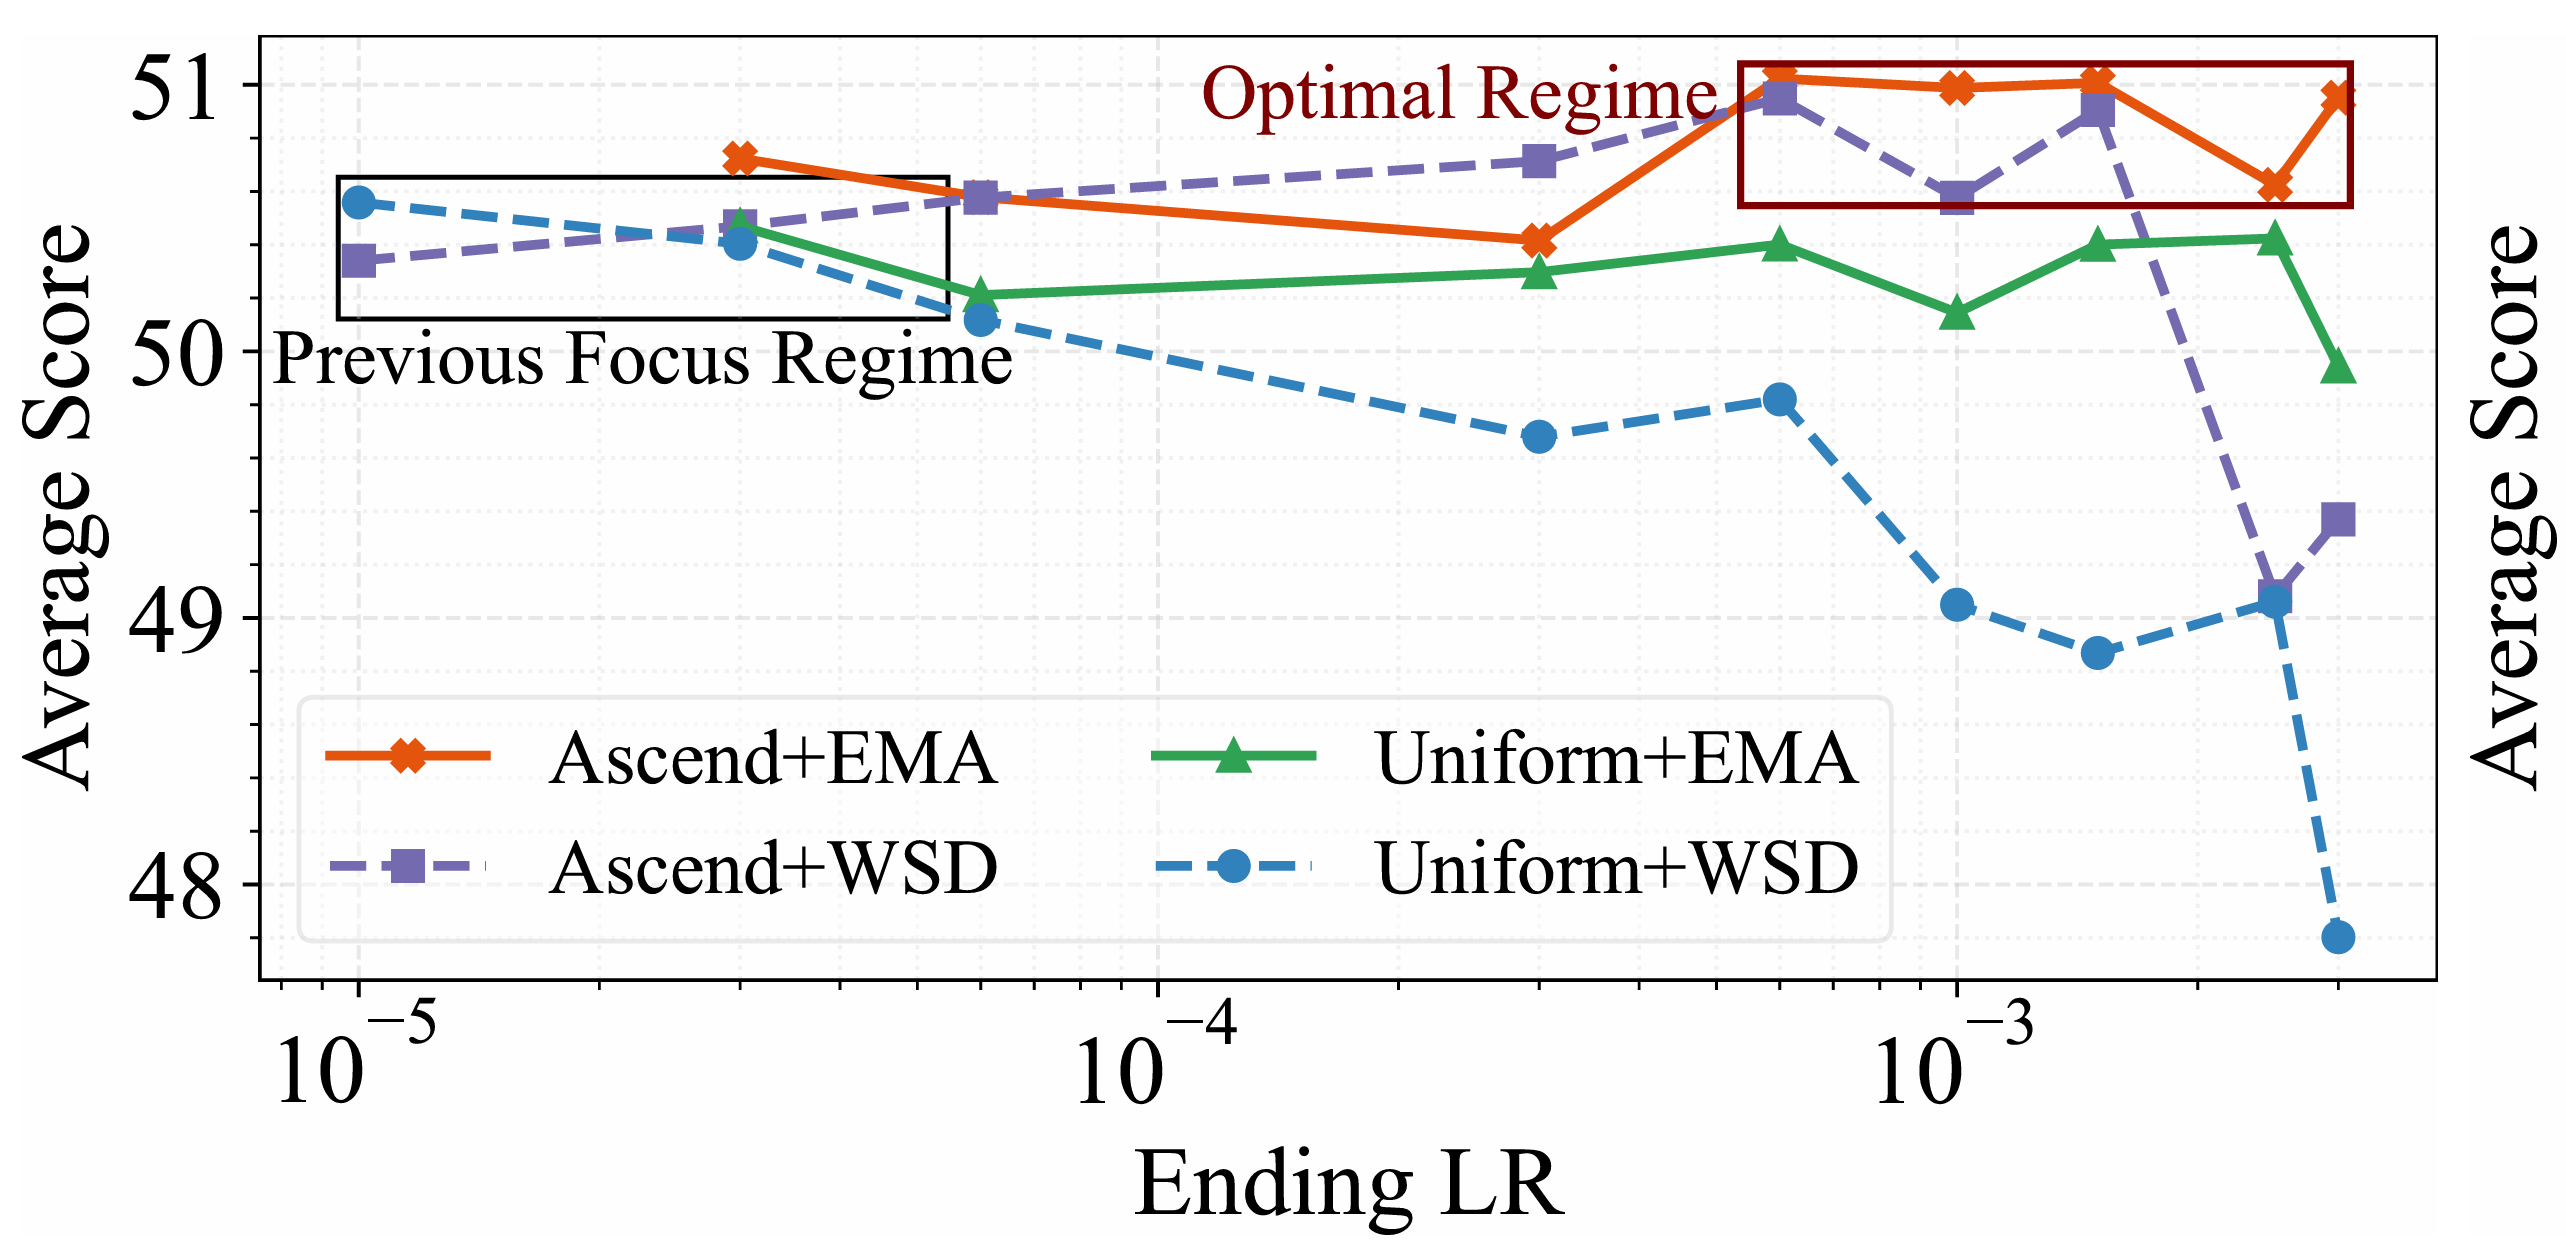 Average Score
51
50
49
48
Optimal Regime
Previous Focus Regime
Ascend+EMA
Uniform+EMA
Ascend+WSD
Uniform+WSD
10⁻⁵
10⁻⁴
10⁻³
Ending LR
Average Score